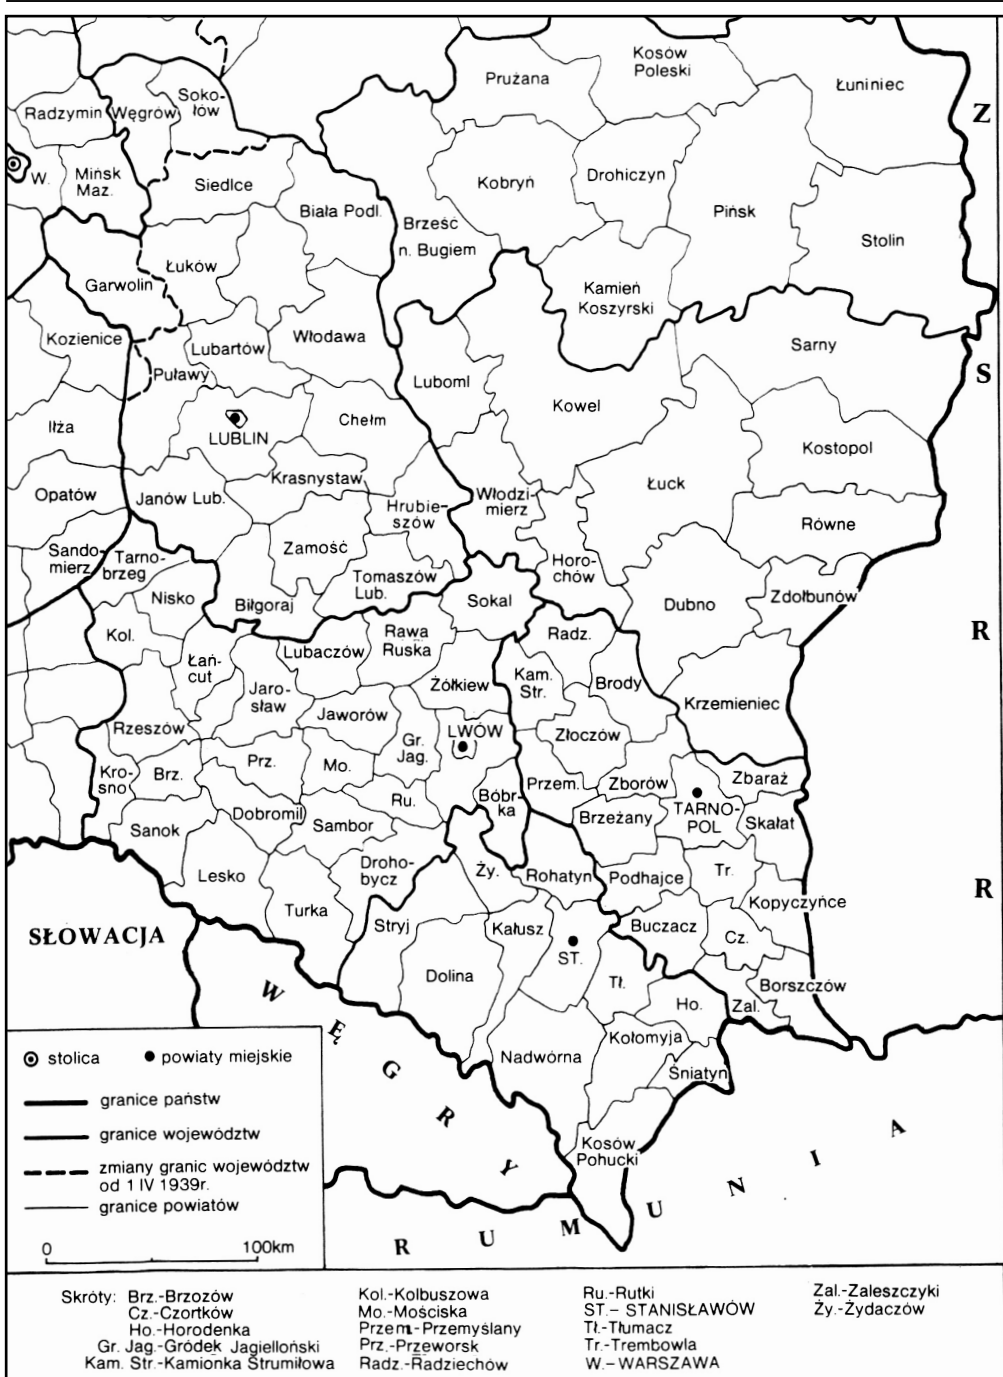 Prużana
Kosów
Poleski
Łuniniec
Z
Radzymin
Węgrów
Soko-
łów
W.
Mińsk
Maz.
Siedlce
Biała Podl.
Kobryń
Drohiczyn
Pińsk
Stolin
Brześć
n. Bugiem
Garwolin
Łuków
Kamień
Koszyrski
Kozienice
Lubartów
Włodawa
Sarny
S
Puławy
Luboml
Kowel
Iłża
LUBLIN
Chełm
Kostopol
Opatów
Janów Lub.
Krasnystaw
Hrubie-
szów
Włodzi-
mierz
Łuck
Równe
Sando-
mierz
Tarno-
brzeg
Zamość
Horo-
chów
Tomaszów
Lub.
Nisko
Biłgoraj
Sokal
Dubno
Zdołbunów
R
Kol.
Łań-
cut
Lubaczów
Rawa
Ruska
Radz.
Kam.
Str.
Brody
Jaro-
sław
Żółkiew
Krzemieniec
Rzeszów
Jaworów
Gr.
Jag.
LWÓW
Złoczów
Kro-
sno
Brz.
Prz.
Mo.
Ru.
Bóbr-
ka
Przem.
Zborów
Zbaraż
TARNO-
POL
Sanok
Dobromil
Sambor
Brzeżany
Skałat
Lesko
Droho-
bycz
Ży.
Rohatyn
Podhajce
Tr.
R
Turka
Stryj
Kałusz
Buczacz
Kopyczyńce
Cz.
SŁOWACJA
Dolina
ST.
Tł.
Ho.
Zal.
Borszczów
W
Ę
G
R
Y
Nadwórna
Kołomyja
Śniatyn
Kosów
Pohucki
R U M U N I A
stolica
powiaty miejskie
granice państw
granice województw
zmiany granic województw
od 1 IV 1939r.
granice powiatów
0 100km
Skróty: Brz.-Brzozów
Cz.-Czortków
Ho.-Horodenka
Gr. Jag.-Gródek Jagielloński
Kam. Str.-Kamionka Strumiłowa
Kol.-Kolbuszowa
Mo.-Mościska
Przem-Przemyślany
Prz.-Przeworsk
Radz.-Radziechów
Ru.-Rutki
ST.– STANISŁAWÓW
Tł.-Tłumacz
Tr.-Trembowla
W.– WARSZAWA
Zal.-Zaleszczyki
Ży.-Żydaczów